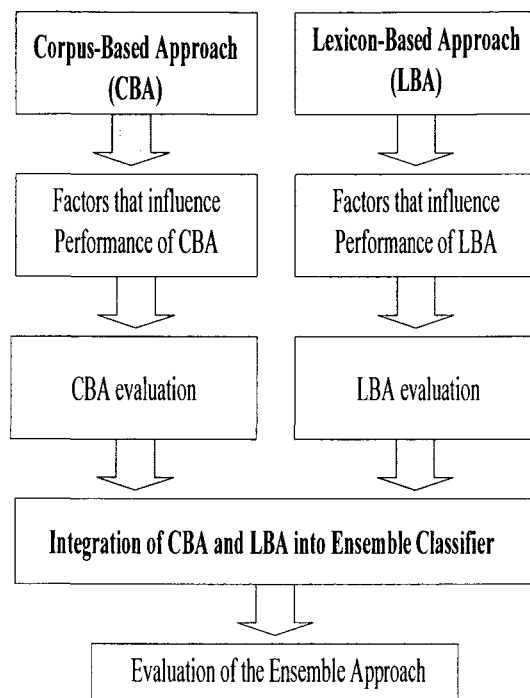 Corpus-Based Approach
(CBA)
Lexicon-Based Approach
(LBA)
Factors that influence
Performance of CBA
Factors that influence
Performance of LBA
CBA evaluation
LBA evaluation
Integration of CBA and LBA into Ensemble Classifier
Evaluation of the Ensemble Approach